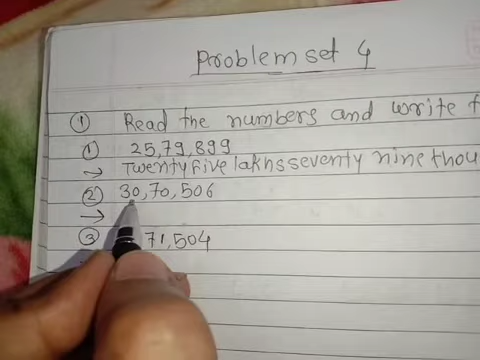 Problem set 4
① Read the numbers and write
① 25,79,899
→ Twenty five lakhs seventy nine thou
② 30,70,506
→
③ 71,504